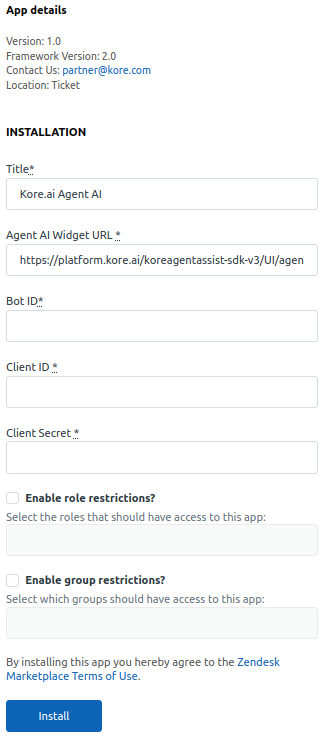 App details
Version: 1.0
Framework Version: 2.0
Contact Us: partner@kore.com
Location: Ticket
INSTALLATION
Title*
Kore.ai Agent AI
Agent AI Widget URL *
https://platform.kore.ai/koreagentassist-sdk-v3/UI/agen
Bot ID*
Client ID *
Client Secret *
Enable role restrictions?
Select the roles that should have access to this app:
Enable group restrictions?
Select which groups should have access to this app:
By installing this app you hereby agree to the Zendesk
Marketplace Terms of Use.
Install